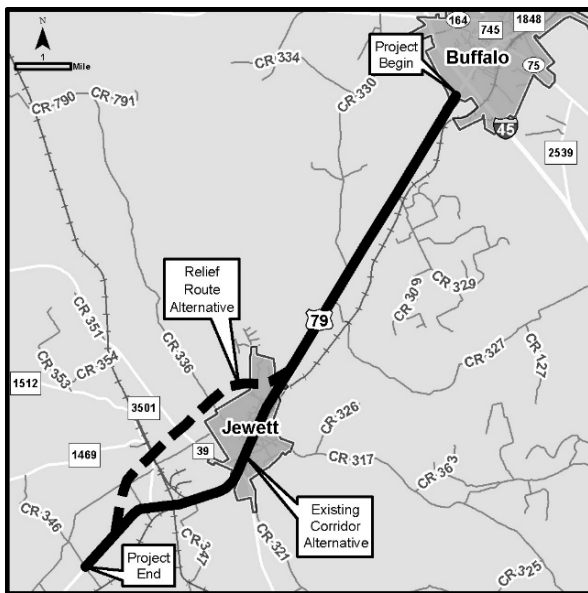 N
1
Mile
164
745
1848
Project
Begin
Buffalo
75
45
2539
CR 334
CR 330
CR-790
CR-791
Relief
Route
Alternative
79
CR 309
CR 329
CR 327
CR 127
CR 351
CR 354
CR 353
CR 336
1512
3501
1469
39
Jewett
CR-326
CR 317
CR 363
CR-346
CR-347
CR-321
CR-325
Existing
Corridor
Alternative
Project
End